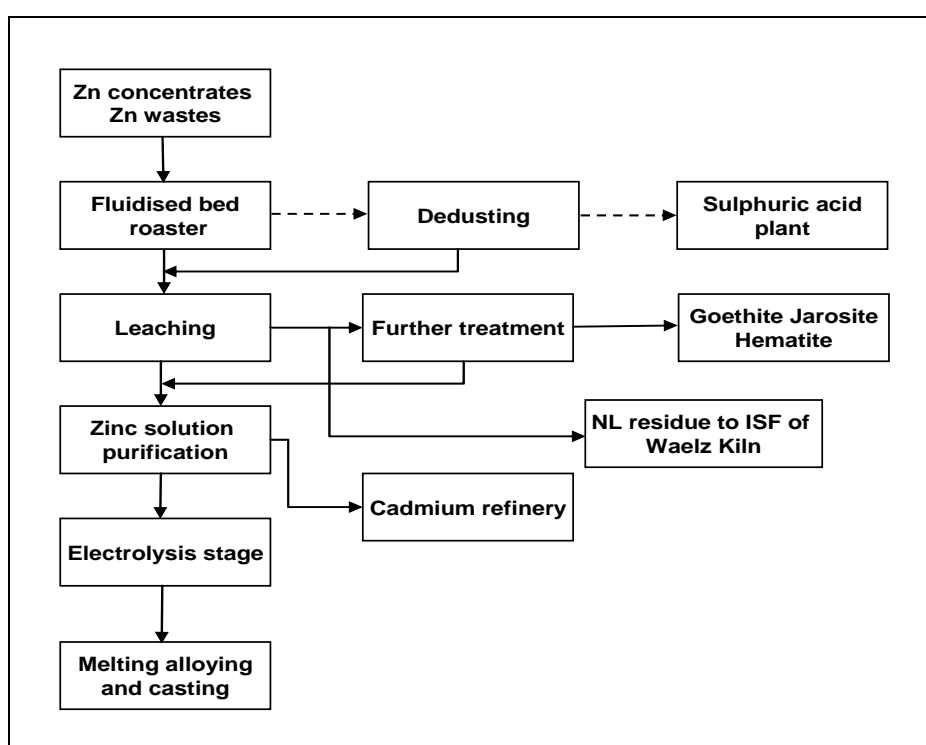 Zn concentrates
Zn wastes
Fluidised bed
roaster
Dedusting
Sulphuric acid
plant
Leaching
Further treatment
Goethite Jarosite
Hematite
Zinc solution
purification
NL residue to ISF of
Waelz Kiln
Cadmium refinery
Electrolysis stage
Melting alloying
and casting